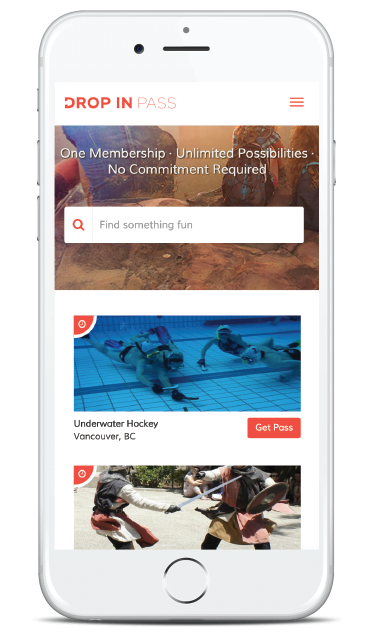 DROP IN PASS
One Membership · Unlimited Possibilities ·
No Commitment Required
Find something fun
Underwater Hockey
Get Pass
Vancouver, BC